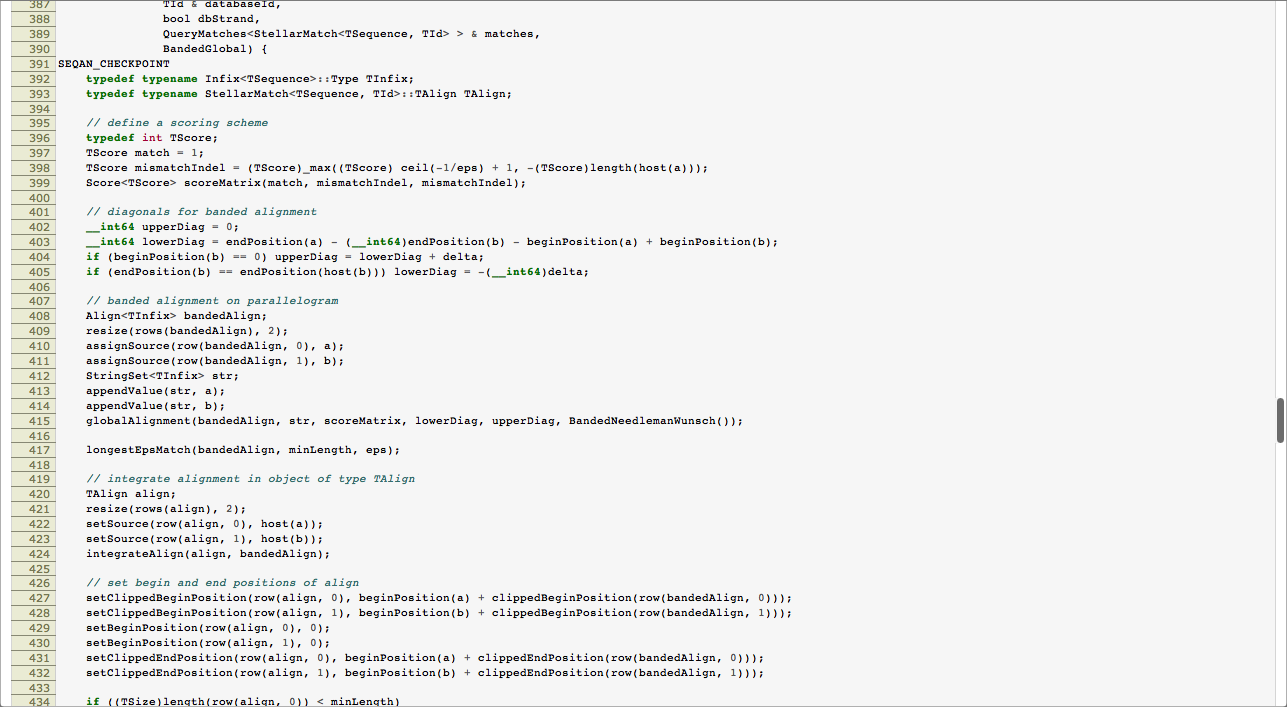 387 TId & databaseId,
388 bool dbStrand,
389 QueryMatches<StellarMatch<TSequence, TId> > & matches,
390 BandedGlobal) {
391 SEQAN_CHECKPOINT
392 typedef typename Infix<TSequence>::Type TInfix;
393 typedef typename StellarMatch<TSequence, TId>::TAlign TAlign;
394
395 // define a scoring scheme
396 typedef int TScore;
397 TScore match = 1;
398 TScore mismatchIndel = (TScore)_max((TScore) ceil(-1/eps) + 1, -(TScore)length(host(a)));
399 Score<TScore> scoreMatrix(match, mismatchIndel, mismatchIndel);
400
401 // diagonals for banded alignment
402 __int64 upperDiag = 0;
403 __int64 lowerDiag = endPosition(a) - (__int64)endPosition(b) - beginPosition(a) + beginPosition(b);
404 if (beginPosition(b) == 0) upperDiag = lowerDiag + delta;
405 if (endPosition(b) == endPosition(host(b))) lowerDiag = -(__int64)delta;
406
407 // banded alignment on parallelogram
408 Align<TInfix> bandedAlign;
409 resize(rows(bandedAlign), 2);
410 assignSource(row(bandedAlign, 0), a);
411 assignSource(row(bandedAlign, 1), b);
412 StringSet<TInfix> str;
413 appendValue(str, a);
414 appendValue(str, b);
415 globalAlignment(bandedAlign, str, scoreMatrix, lowerDiag, upperDiag, BandedNeedlemanWunsch());
416
417 longestEpsMatch(bandedAlign, minLength, eps);
418
419 // integrate alignment in object of type TAlign
420 TAlign align;
421 resize(rows(align), 2);
422 setSource(row(align, 0), host(a));
423 setSource(row(align, 1), host(b));
424 integrateAlign(align, bandedAlign);
425
426 // set begin and end positions of align
427 setClippedBeginPosition(row(align, 0), beginPosition(a) + clippedBeginPosition(row(bandedAlign, 0)));
428 setClippedBeginPosition(row(align, 1), beginPosition(b) + clippedBeginPosition(row(bandedAlign, 1)));
429 setBeginPosition(row(align, 0), 0);
430 setBeginPosition(row(align, 1), 0);
431 setClippedEndPosition(row(align, 0), beginPosition(a) + clippedEndPosition(row(bandedAlign, 0)));
432 setClippedEndPosition(row(align, 1), beginPosition(b) + clippedEndPosition(row(bandedAlign, 1)));
433
434 if ((TSize)length(row(align, 0)) < minLength)